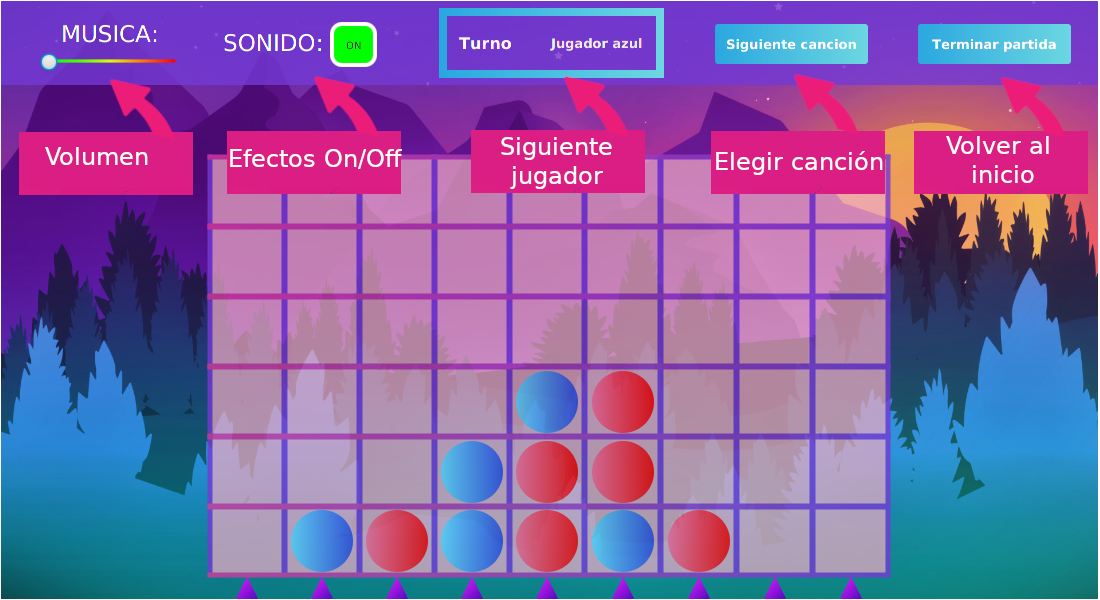 MUSICA:
SONIDO:
ON
Turno
Jugador azul
Siguiente cancion
Terminar partida
Volumen
Efectos On/Off
Siguiente
jugador
Elegir canción
Volver al
inicio